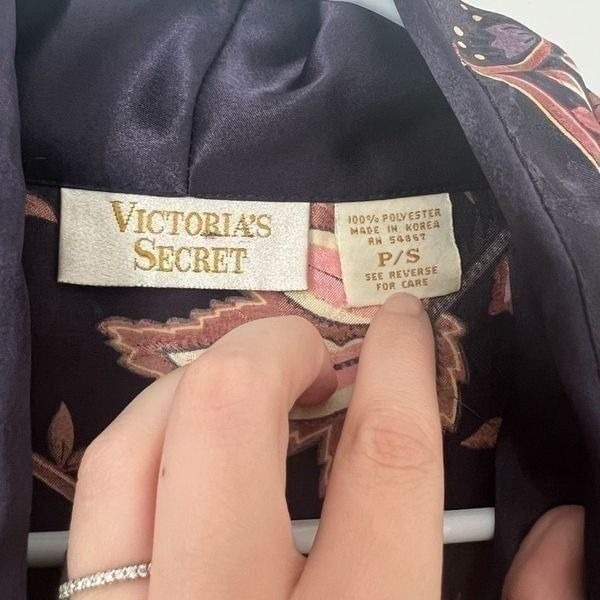 VICTORIA'S
SECRET
100% POLYESTER
MADE IN KOREA
RN 54867
P/S
SEE REVERSE
FOR CARE